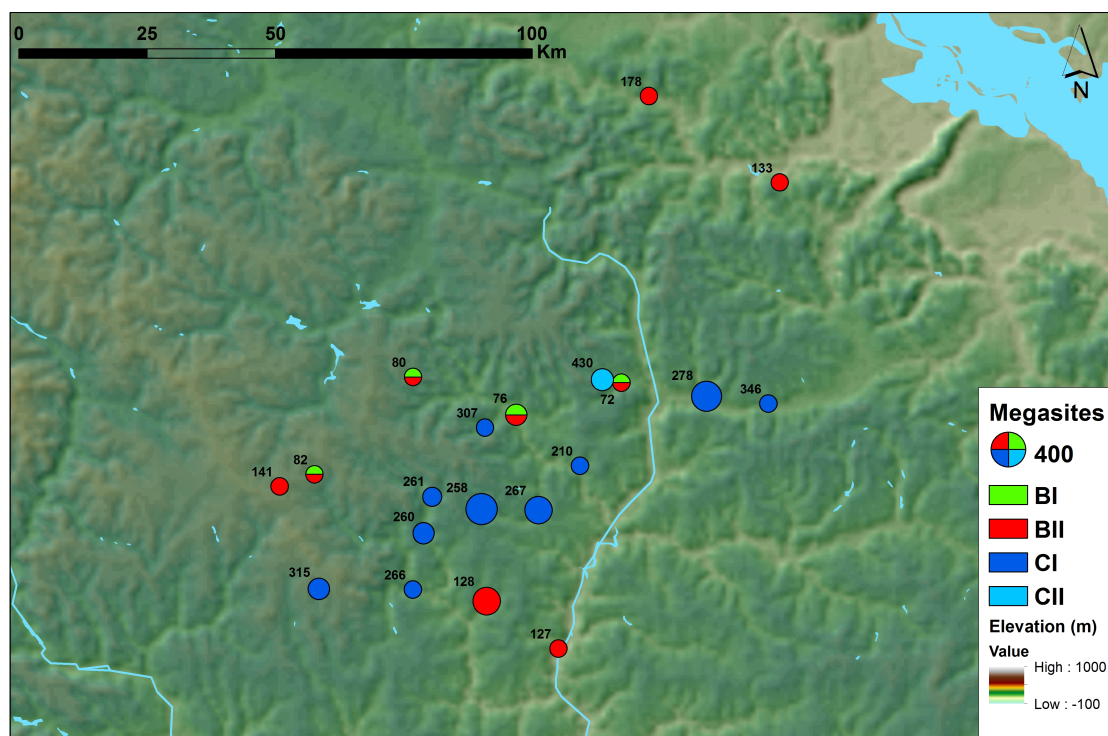 0 25 50 100
Km
N
178
133
80
430
278
346
72
76
307
210
82
141
261
258
267
260
315
266
128
127
Megasites
400
BI
BII
CI
CII
Elevation (m)
Value
High : 1000
Low : -100